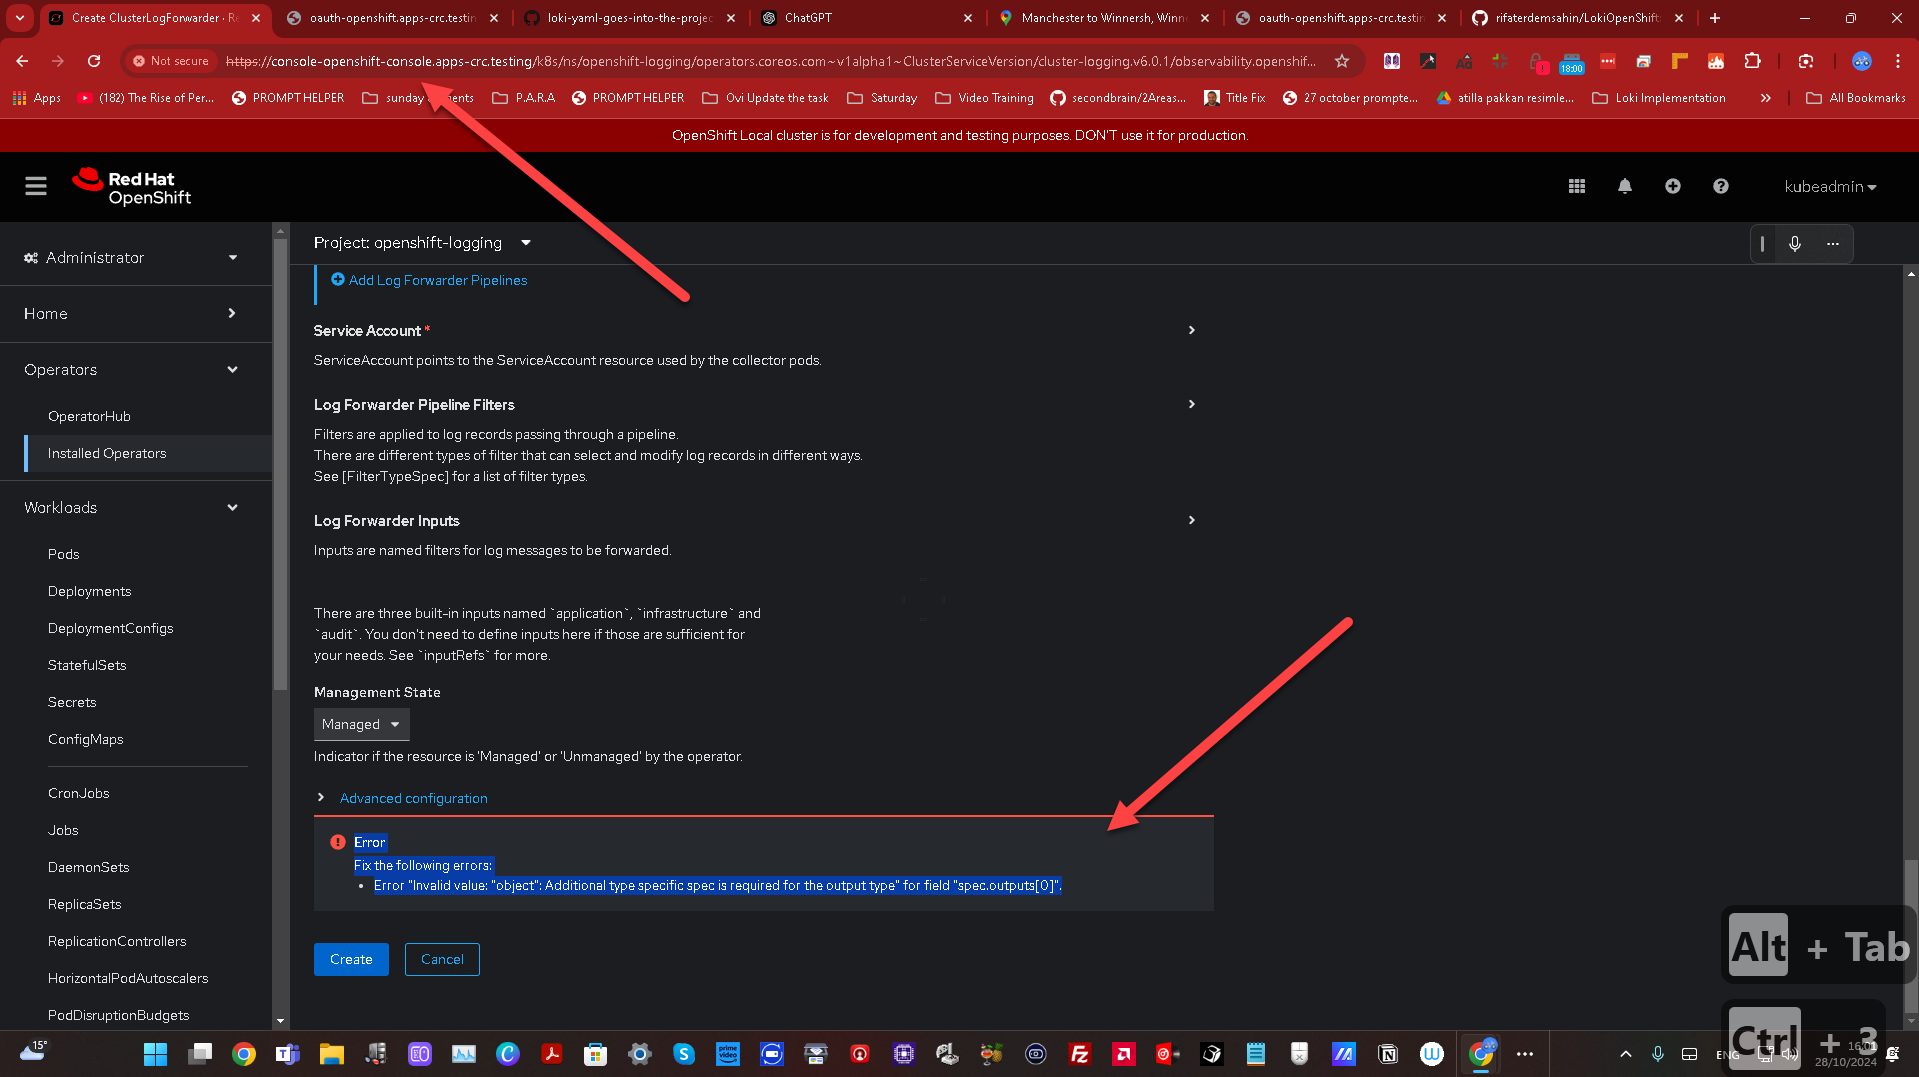 Create ClusterLogForwarder · Re
oauth-openshift.apps-crc.testin
loki-yaml-goes-into-the-projec
ChatGPT
Manchester to Winnersh, Winn
oauth-openshift.apps-crc.testin
rifaterdemsahin/LokiOpenShift
Not secure
https://console-openshift-console.apps-crc.testing/k8s/ns/openshift-logging/operators.coreos.com~v1alpha1~ClusterServiceVersion/cluster-logging.v6.0.1/observability.openshif...
18:00
Apps
(182) The Rise of Per...
PROMPT HELPER
sunday
ments
P.A.R.A
PROMPT HELPER
Ovi Update the task
Saturday
Video Training
secondbrain/2Areas...
Title Fix
27 october prompte...
atilla pakkan resimle...
Loki Implementation
All Bookmarks
OpenShift Local cluster is for development and testing purposes. DON'T use it for production.
Red Hat
OpenShift
kubeadmin
Administrator
Home
Operators
OperatorHub
Installed Operators
Workloads
Pods
Deployments
DeploymentConfigs
StatefulSets
Secrets
ConfigMaps
CronJobs
Jobs
DaemonSets
ReplicaSets
ReplicationControllers
HorizontalPodAutoscalers
PodDisruptionBudgets
Project: openshift-logging
Add Log Forwarder Pipelines
Service Account *
ServiceAccount points to the ServiceAccount resource used by the collector pods.
Log Forwarder Pipeline Filters
Filters are applied to log records passing through a pipeline.
There are different types of filter that can select and modify log records in different ways.
See [FilterTypeSpec] for a list of filter types.
Log Forwarder Inputs
Inputs are named filters for log messages to be forwarded.
There are three built-in inputs named `application`, `infrastructure` and
`audit`. You don't need to define inputs here if those are sufficient for
your needs. See `inputRefs` for more.
Management State
Managed
Indicator if the resource is 'Managed' or 'Unmanaged' by the operator.
Advanced configuration
Error
Fix the following errors:
• Error "Invalid value: "object": Additional type specific spec is required for the output type" for field "spec.outputs[0]".
Create
Cancel
Alt + Tab
Ctrl + 3
15°
ENG
28/10/2024